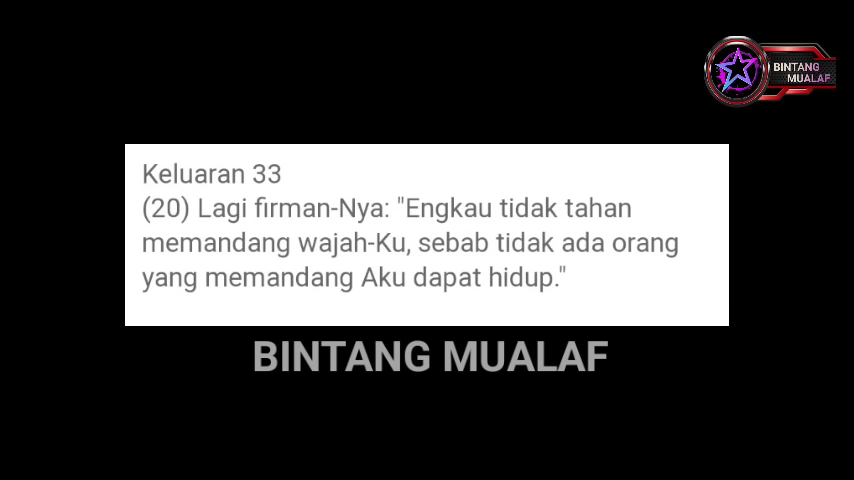 BINTANG
MUALAF
Keluaran 33
(20) Lagi firman-Nya: "Engkau tidak tahan
memandang wajah-Ku, sebab tidak ada orang
yang memandang Aku dapat hidup."
BINTANG MUALAF